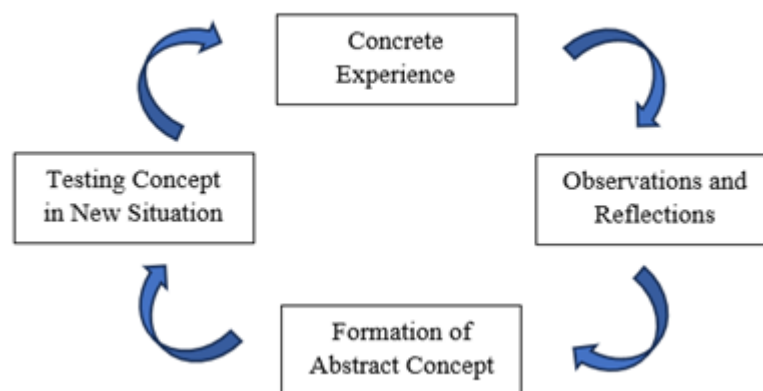 Concrete
Experience
Observations and
Reflections
Formation of
Abstract Concept
Testing Concept
in New Situation